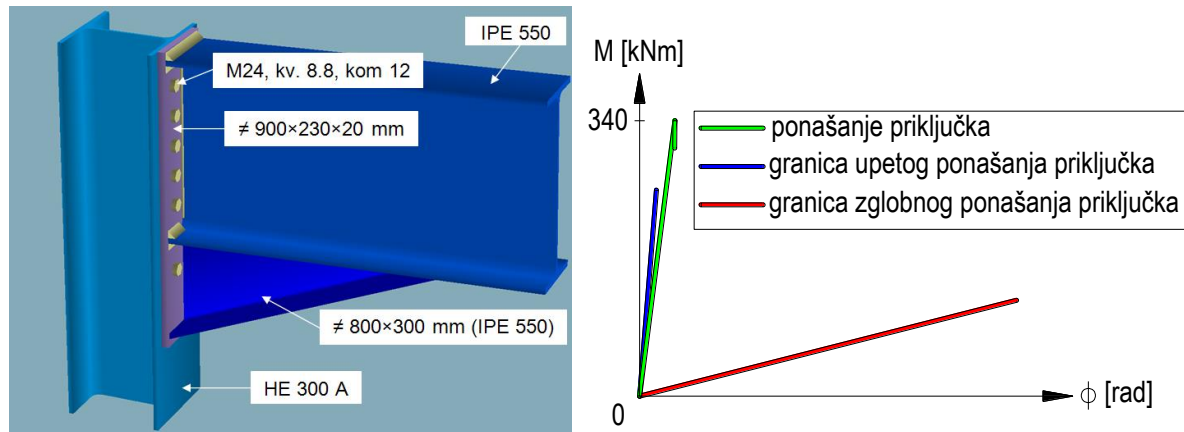 IPE 550
M24, kv. 8.8, kom 12
≠ 900×230×20 mm
≠ 800×300 mm (IPE 550)
HE 300 A
M [kNm]
340
ponašanje priključka
granica upetog ponašanja priključka
granica zglobnog ponašanja priključka
0
ϕ [rad]